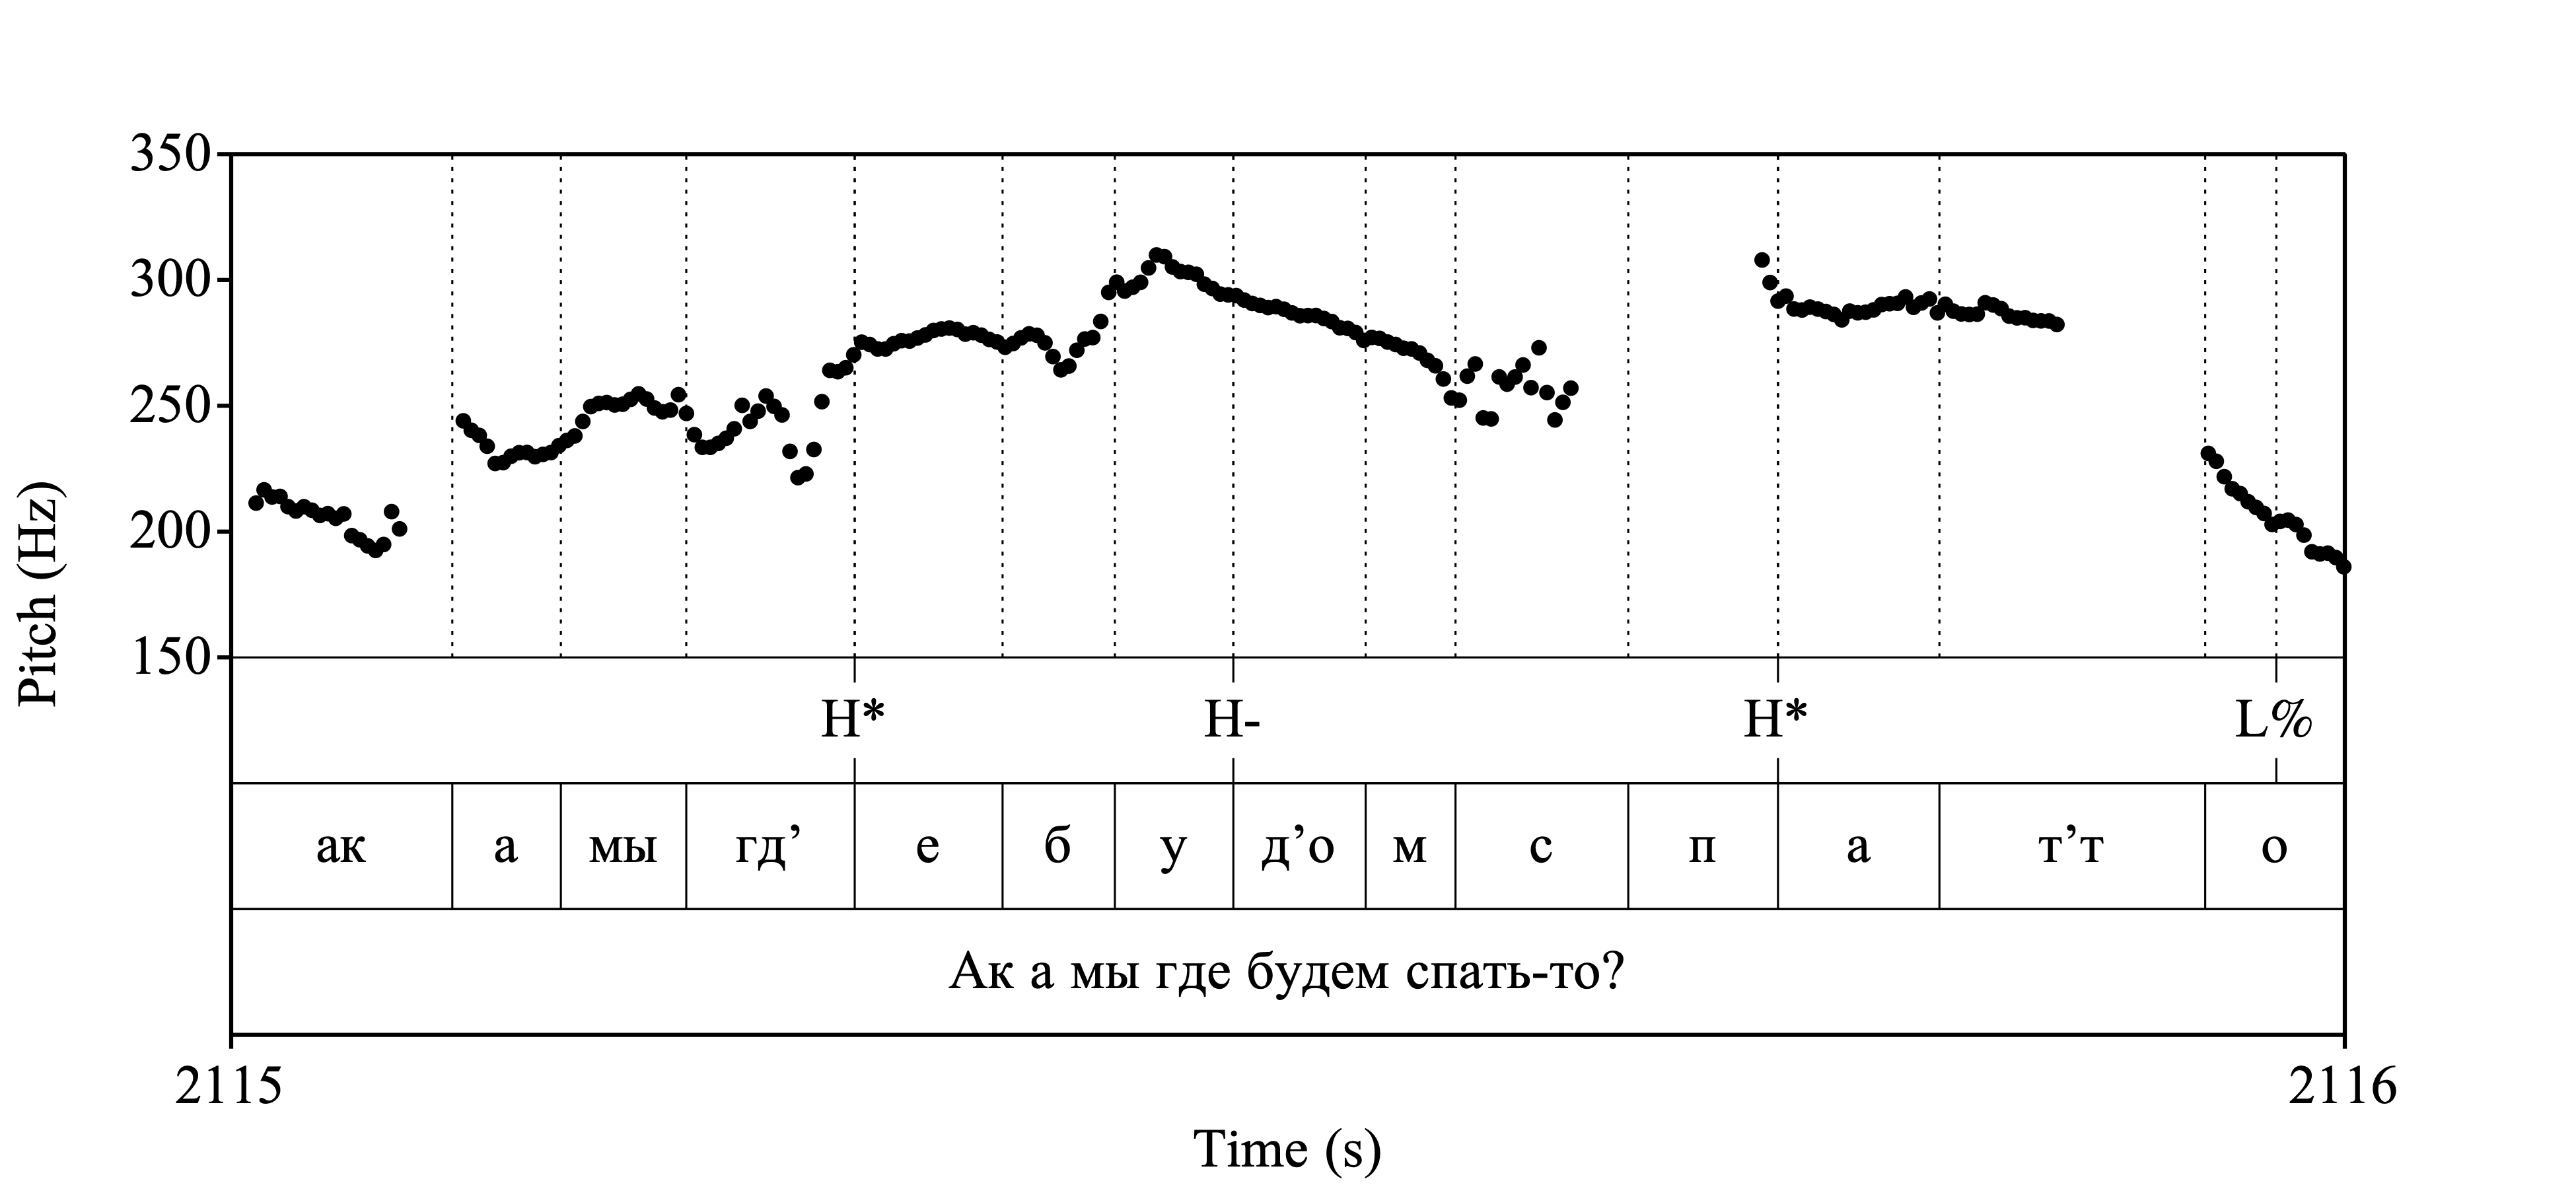 350
300
250
200
150
Pitch (Hz)
H* H- H* L%
ак а мы гд’ е б у д’о м с п а т’т о
Ак а мы где будем спать-то?
2115 2116
Time (s)